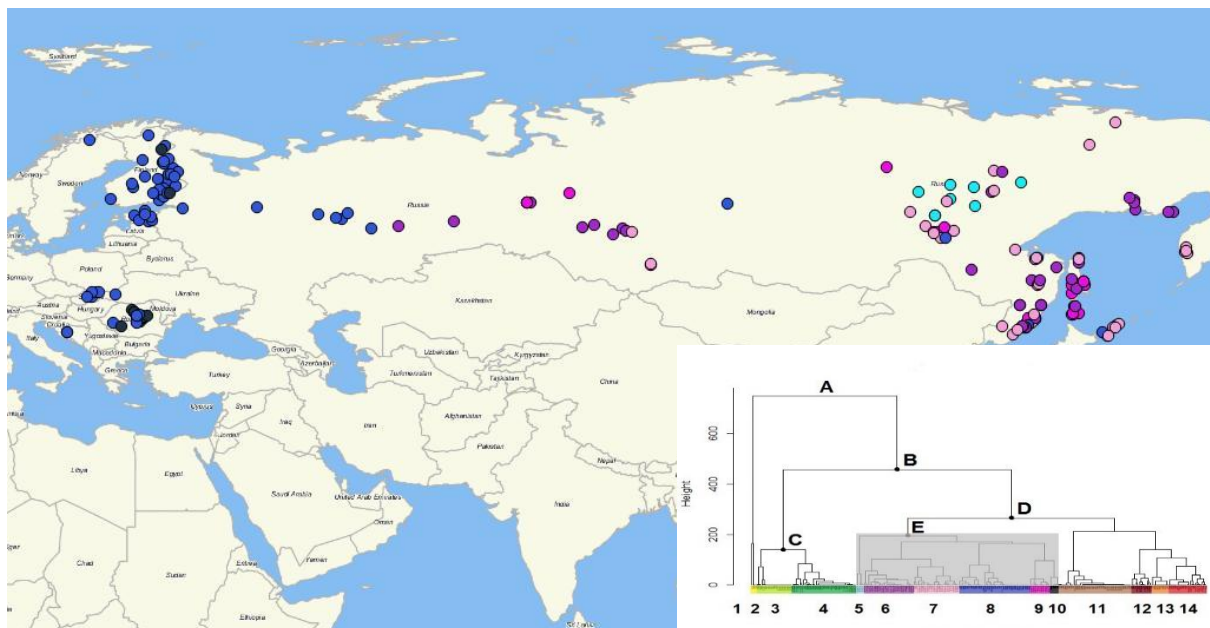 Svalbard
Norway
Sweden
Finland
Russia
Rus
Latvia
Lithuania
Byelarus
Poland
Germany
Ukraine
Kazakhstan
Mongolia
Austria
Hungary
Moldova
Slovenia
Italy
Bulgaria
Macedonia
Greece
Georgia
Azerbaijan
Uzbekistan
Kyrgyzstan
Turkey
Turkmenistan
Tajikistan
China
Syria
Iraq
Iran
Afghanistan
Jordan
Pakistan
Nepal
Libya
Egypt
Saudi Arabia
United Arab Emirates
Oman
India
Chad
Sudan
Eritrea
Yemen
Ethiopia
A
B
C
D
E
Height
600
400
200
0
1 2 3 4 5 6 7 8 9 10 11 12 13 14